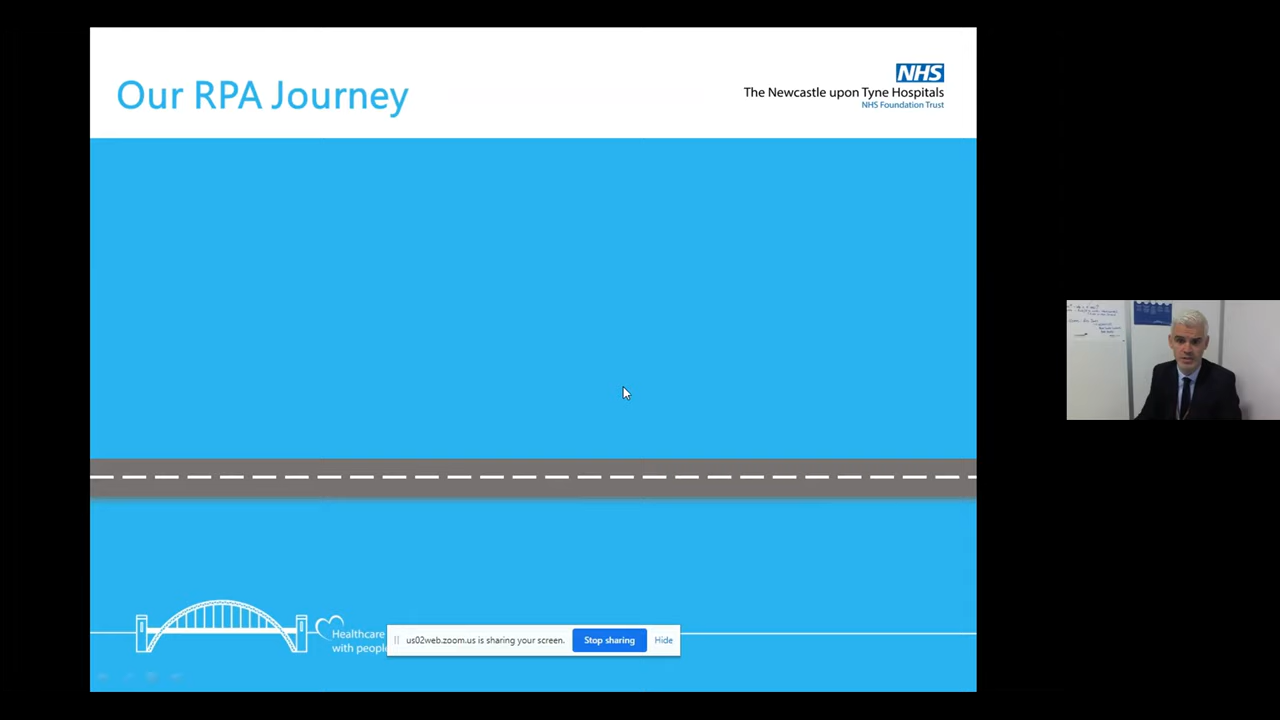 Our RPA Journey
NHS
The Newcastle upon Tyne Hospitals
NHS Foundation Trust
Healthcare
with people
us02web.zoom.us is sharing your screen.
Stop sharing
Hide